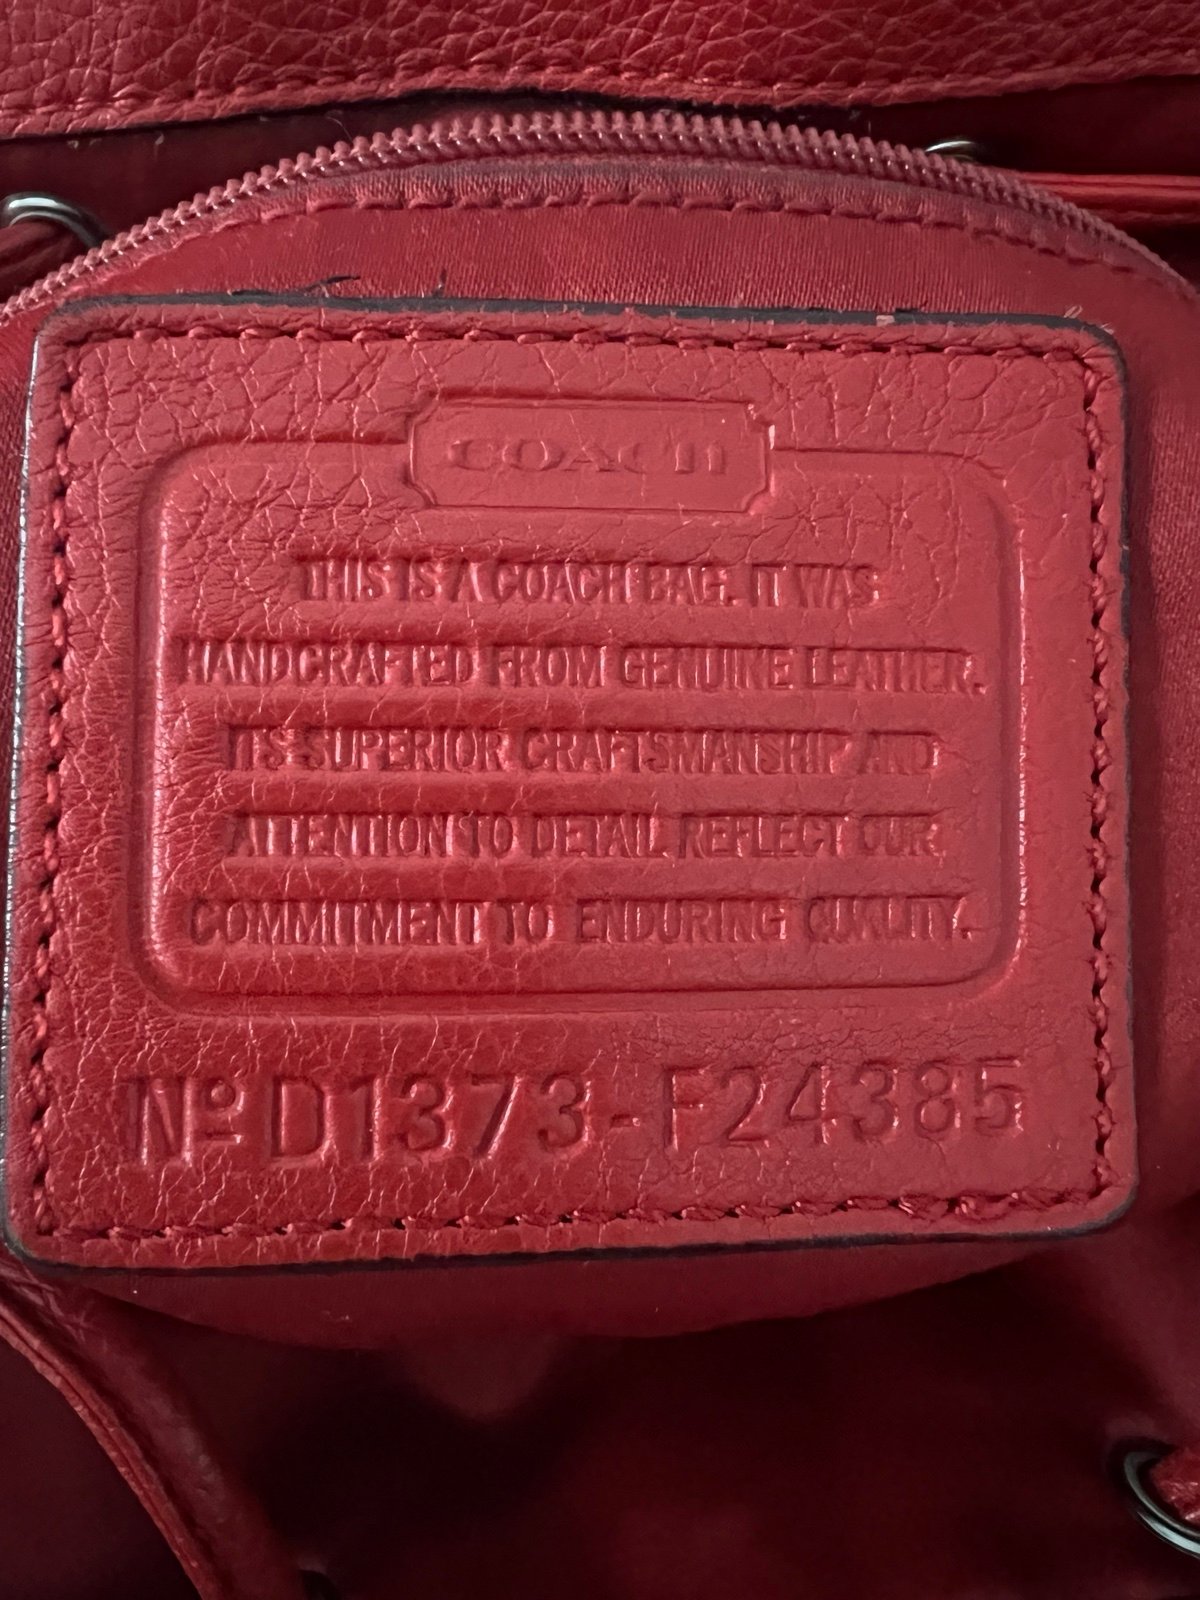 COACH
THIS IS A COACH BAG. IT WAS
HANDCRAFTED FROM GENUINE LEATHER.
ITS SUPERIOR CRAFTSMANSHIP AND
ATTENTION TO DETAIL REFLECT OUR
COMMITMENT TO ENDURING QUALITY.
Nº D1373-F24385